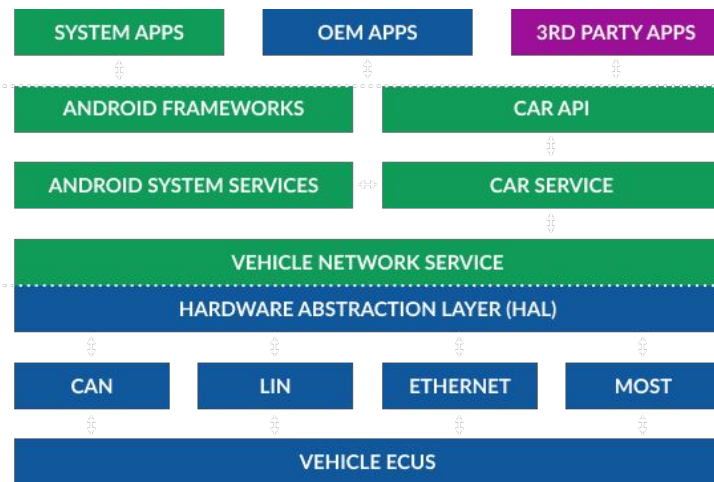 SYSTEM APPS
OEM APPS
3RD PARTY APPS
ANDROID FRAMEWORKS
CAR API
ANDROID SYSTEM SERVICES
CAR SERVICE
VEHICLE NETWORK SERVICE
HARDWARE ABSTRACTION LAYER (HAL)
CAN
LIN
ETHERNET
MOST
VEHICLE ECUS